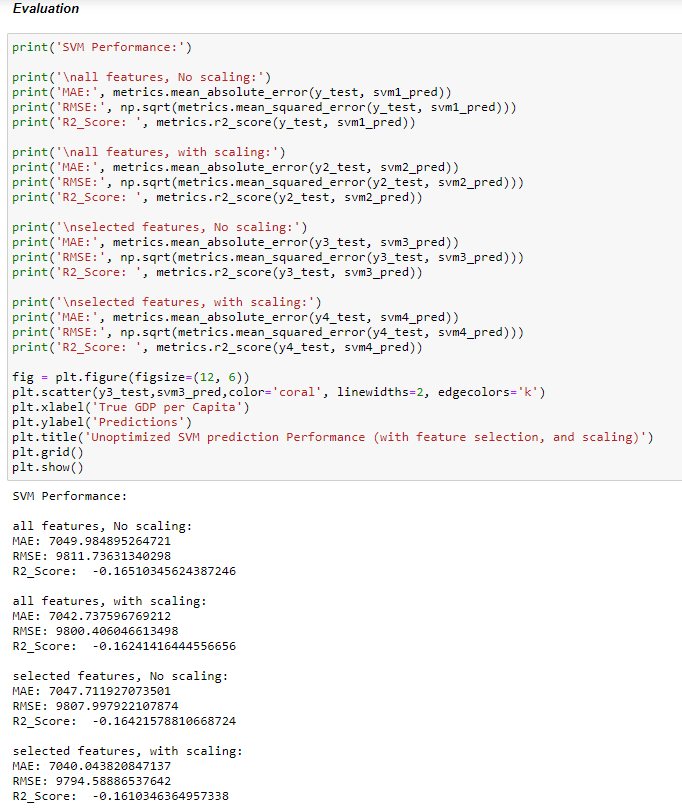 Evaluation
print('SVM Performance:')
print('\nall features, No scaling:')
print('MAE:', metrics.mean_absolute_error(y_test, svm1_pred))
print('RMSE:', np.sqrt(metrics.mean_squared_error(y_test, svm1_pred)))
print('R2_Score: ', metrics.r2_score(y_test, svm1_pred))
print('\nall features, with scaling:')
print('MAE:', metrics.mean_absolute_error(y2_test, svm2_pred))
print('RMSE:', np.sqrt(metrics.mean_squared_error(y2_test, svm2_pred)))
print('R2_Score: ', metrics.r2_score(y2_test, svm2_pred))
print('\nselected features, No scaling:')
print('MAE:', metrics.mean_absolute_error(y3_test, svm3_pred))
print('RMSE:', np.sqrt(metrics.mean_squared_error(y3_test, svm3_pred)))
print('R2_Score: ', metrics.r2_score(y3_test, svm3_pred))
print('\nselected features, with scaling:')
print('MAE:', metrics.mean_absolute_error(y4_test, svm4_pred))
print('RMSE:', np.sqrt(metrics.mean_squared_error(y4_test, svm4_pred)))
print('R2_Score: ', metrics.r2_score(y4_test, svm4_pred))
fig = plt.figure(figsize=(12, 6))
plt.scatter(y3_test,svm3_pred,color='coral', linewidths=2, edgecolors='k')
plt.xlabel('True GDP per Capita')
plt.ylabel('Predictions')
plt.title('Unoptimized SVM prediction Performance (with feature selection, and scaling)')
plt.grid()
plt.show()
SVM Performance:
all features, No scaling:
MAE: 7049.984895264721
RMSE: 9811.73631340298
R2_Score:  -0.16510345624387246
all features, with scaling:
MAE: 7042.737596769212
RMSE: 9800.406046613498
R2_Score:  -0.16241416444556656
selected features, No scaling:
MAE: 7047.711927073501
RMSE: 9807.997922107874
R2_Score:  -0.16421578810668724
selected features, with scaling:
MAE: 7040.043820847137
RMSE: 9794.58886537642
R2_Score:  -0.1610346364957338